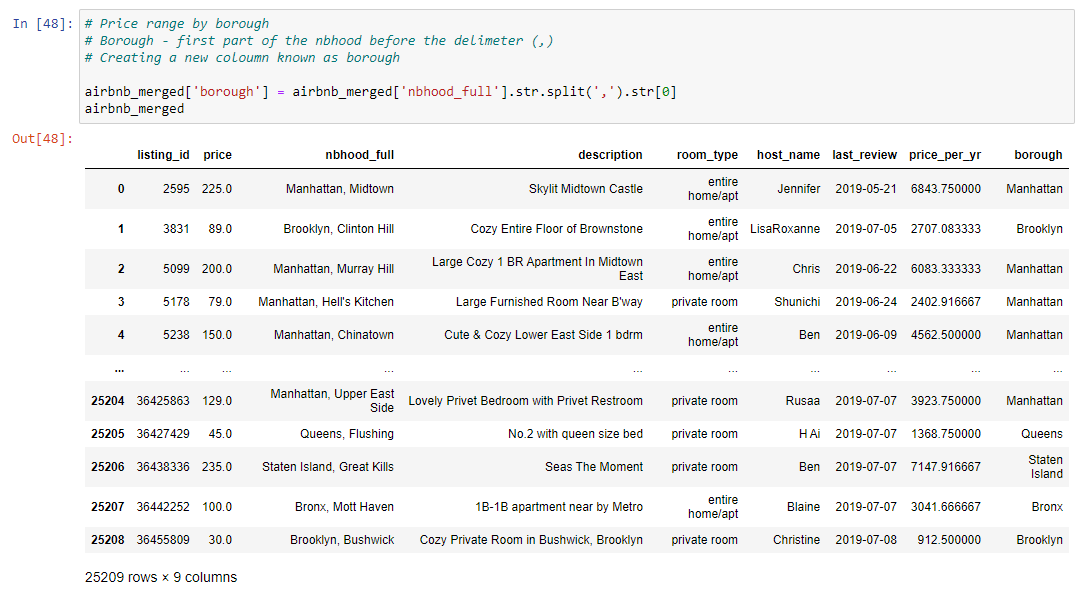 In [48]: # Price range by borough
# Borough - first part of the nbhood before the delimeter (,)
# Creating a new coloumn known as borough
airbnb_merged['borough'] = airbnb_merged['nbhood_full'].str.split(',').str[0]
airbnb_merged
Out[48]:
listing_id price nbhood_full description room_type host_name last_review price_per_yr borough
0 2595 225.0 Manhattan, Midtown Skylit Midtown Castle entire home/apt Jennifer 2019-05-21 6843.750000 Manhattan
1 3831 89.0 Brooklyn, Clinton Hill Cozy Entire Floor of Brownstone entire home/apt LisaRoxanne 2019-07-05 2707.083333 Brooklyn
2 5099 200.0 Manhattan, Murray Hill Large Cozy 1 BR Apartment In Midtown East entire home/apt Chris 2019-06-22 6083.333333 Manhattan
3 5178 79.0 Manhattan, Hell's Kitchen Large Furnished Room Near B'way private room Shunichi 2019-06-24 2402.916667 Manhattan
4 5238 150.0 Manhattan, Chinatown Cute & Cozy Lower East Side 1 bdrm entire home/apt Ben 2019-06-09 4562.500000 Manhattan
... ... ... ... ... ... ... ... ... ...
25204 36425863 129.0 Manhattan, Upper East Side Lovely Privet Bedroom with Privet Restroom private room Rusaa 2019-07-07 3923.750000 Manhattan
25205 36427429 45.0 Queens, Flushing No.2 with queen size bed private room H Ai 2019-07-07 1368.750000 Queens
25206 36438336 235.0 Staten Island, Great Kills Seas The Moment private room Ben 2019-07-07 7147.916667 Staten Island
25207 36442252 100.0 Bronx, Mott Haven 1B-1B apartment near by Metro entire home/apt Blaine 2019-07-07 3041.666667 Bronx
25208 36455809 30.0 Brooklyn, Bushwick Cozy Private Room in Bushwick, Brooklyn private room Christine 2019-07-08 912.500000 Brooklyn
25209 rows × 9 columns